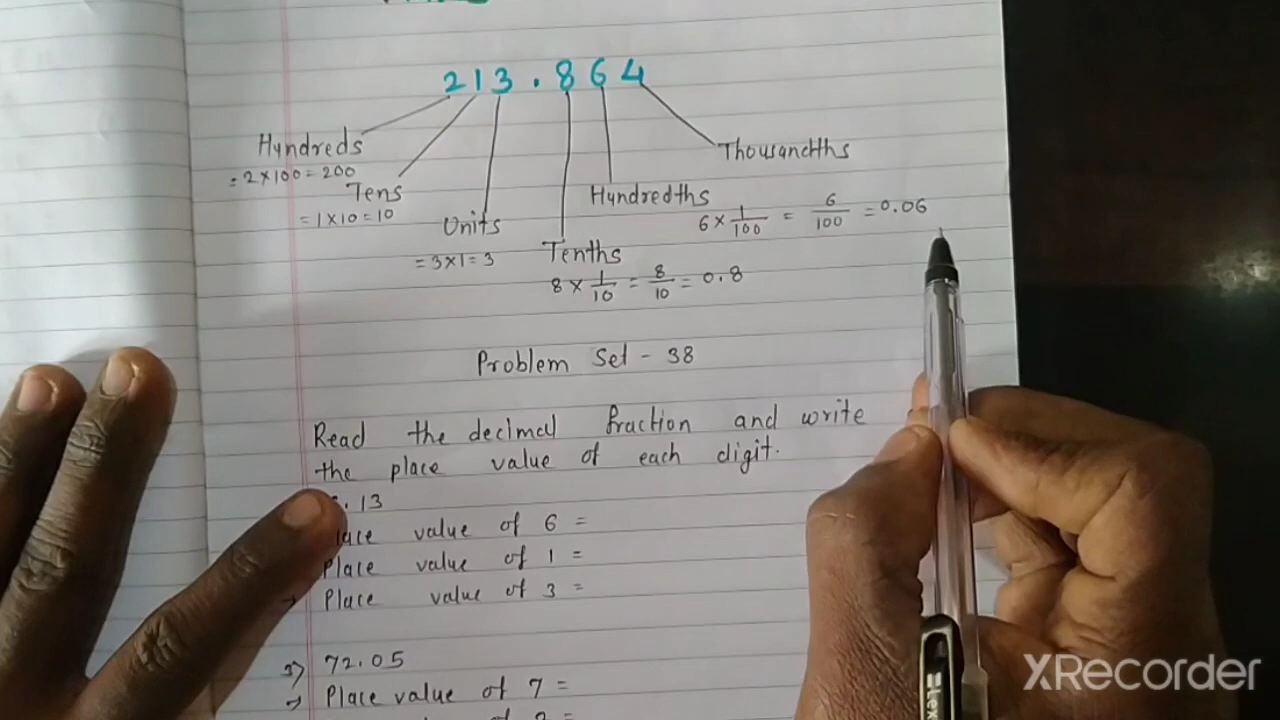 213.864
Hundreds
= 2 × 100 = 200
Tens
= 1 × 10 = 10
Units
= 3 × 1 = 3
Tenths
8 × 1/10 = 8/10 = 0.8
Hundredths
6 × 1/100 = 6/100 = 0.06
Thousandths
Problem Set - 38
Read the decimal fraction and write
the place value of each digit.
.13
Place value of 6 =
Place value of 1 =
→ Place value of 3 =
3) 72.05
→ Place value of 7 =
XRecorder